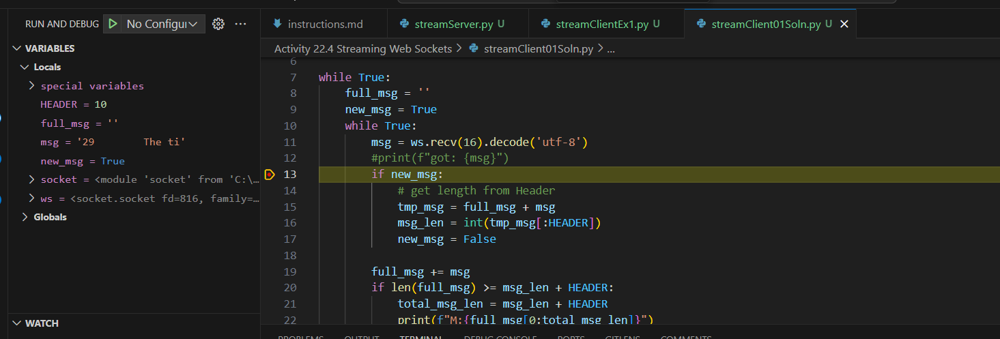 RUN AND DEBUG No Configur
instructions.md streamServer.py U streamClientEx1.py U streamClient01Soln.py U
VARIABLES
Locals
special variables
HEADER = 10
full_msg = ''
msg = '29        The ti'
new_msg = True
socket = <module 'socket' from 'C:\...
ws = <socket.socket fd=816, family=...
Globals
WATCH
Activity 22.4 Streaming Web Sockets > streamClient01Soln.py > ...
6
7 while True:
8     full_msg = ''
9     new_msg = True
10     while True:
11         msg = ws.recv(16).decode('utf-8')
12         #print(f"got: {msg}")
13         if new_msg:
14             # get length from Header
15             tmp_msg = full_msg + msg
16             msg_len = int(tmp_msg[:HEADER])
17             new_msg = False
18
19         full_msg += msg
20         if len(full_msg) >= msg_len + HEADER:
21             total_msg_len = msg_len + HEADER
22             print(f"M:{full_msg[0:total_msg_len]}")
PROBLEMS OUTPUT TERMINAL DEBUG CONSOLE PORTS GITLENS COMMENTS